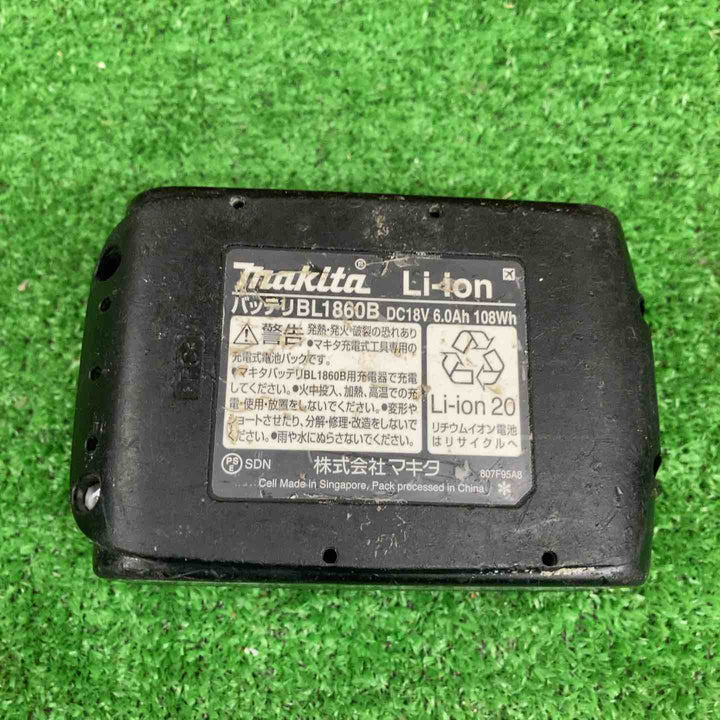 makita® Li-ion
バッテリBL1860B DC18V 6.0Ah 108Wh
警告 発熱・発火・破裂の恐れあり
●マキタ充電式工具専用の
充電式電池パックです。
●マキタバッテリBL1860B用充電器で充電
してください。●火中投入、加熱、高温での充
電・使用・放置をしないでください。●変形や
ショートさせたり、分解・修理・改造をしないで
ください。●雨や水にぬらさないでください。
Li-ion 20
リチウムイオン電池
はリサイクルへ
PS E SDN 株式会社マキタ 807F95A8
Cell Made in Singapore, Pack processed in China